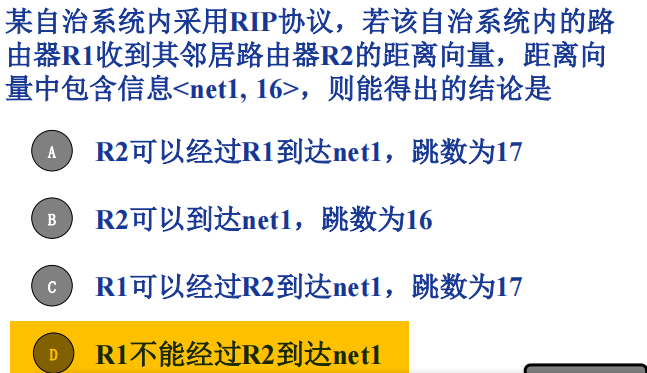 某自治系统内采用RIP协议，若该自治系统内的路
由器R1收到其邻居路由器R2的距离向量，距离向
量中包含信息<net1, 16>，则能得出的结论是
A R2可以经过R1到达net1，跳数为17
B R2可以到达net1，跳数为16
C R1可以经过R2到达net1，跳数为17
D R1不能经过R2到达net1